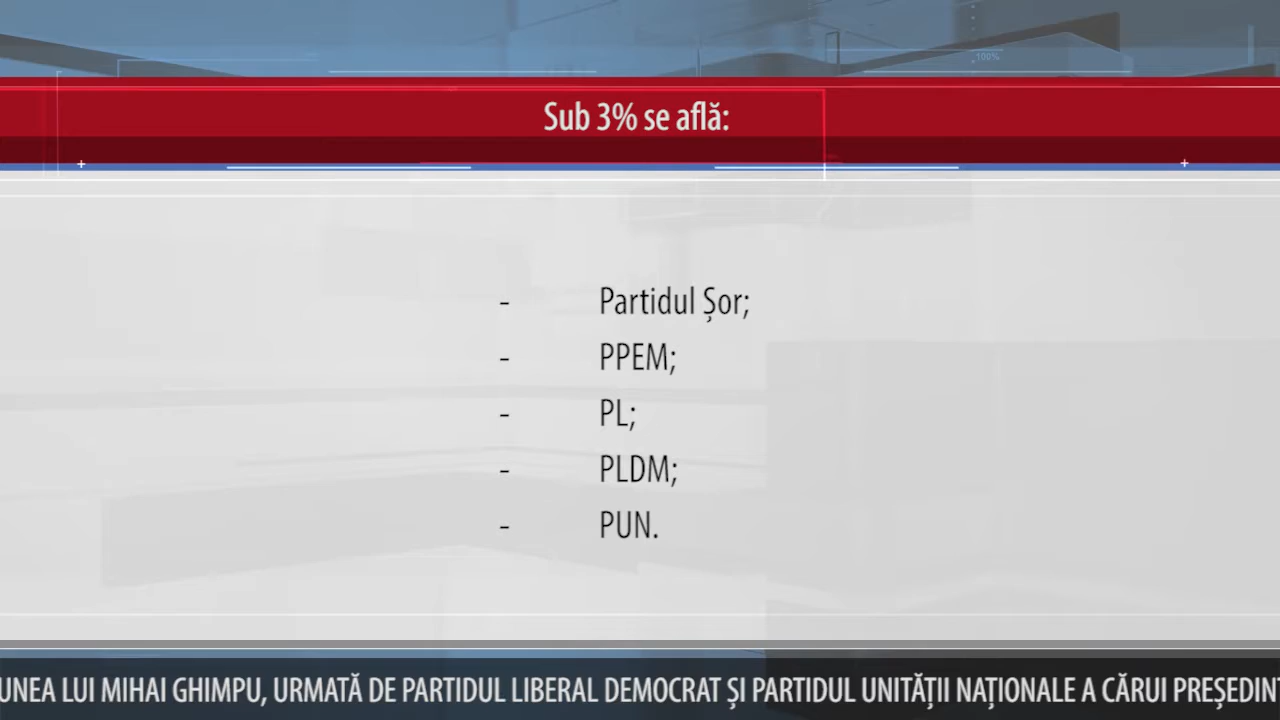 100%
Sub 3% se află:
- Partidul Șor;
- PPEM;
- PL;
- PLDM;
- PUN.
UNEA LUI MIHAI GHIMPU, URMATĂ DE PARTIDUL LIBERAL DEMOCRAT ȘI PARTIDUL UNITĂȚII NAȚIONALE A CĂRUI PREȘEDINT